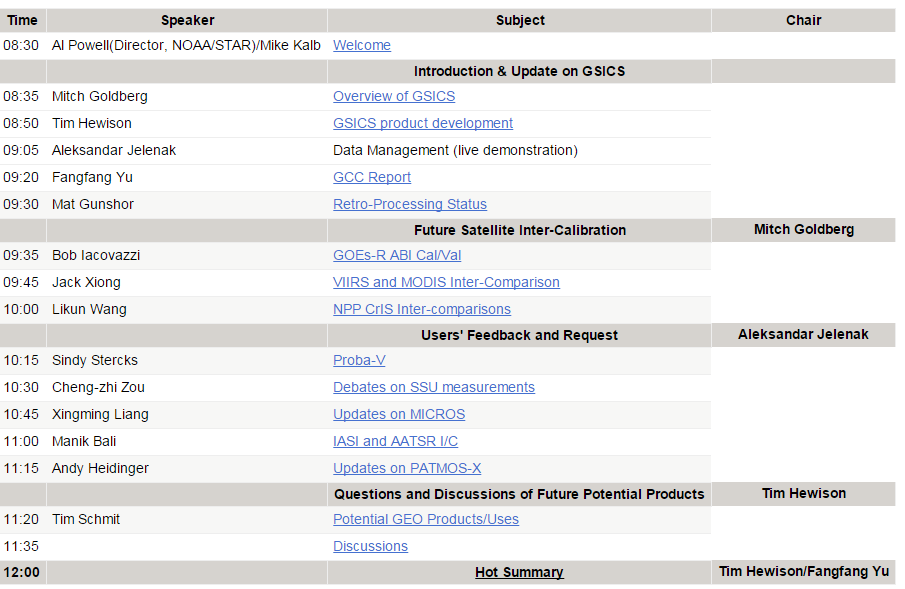 Time Speaker Subject Chair
08:30 Al Powell(Director, NOAA/STAR)/Mike Kalb Welcome
Introduction & Update on GSICS
08:35 Mitch Goldberg Overview of GSICS
08:50 Tim Hewison GSICS product development
09:05 Aleksandar Jelenak Data Management (live demonstration)
09:20 Fangfang Yu GCC Report
09:30 Mat Gunshor Retro-Processing Status
Future Satellite Inter-Calibration Mitch Goldberg
09:35 Bob Iacovazzi GOEs-R ABI Cal/Val
09:45 Jack Xiong VIIRS and MODIS Inter-Comparison
10:00 Likun Wang NPP CrIS Inter-comparisons
Users' Feedback and Request Aleksandar Jelenak
10:15 Sindy Stercks Proba-V
10:30 Cheng-zhi Zou Debates on SSU measurements
10:45 Xingming Liang Updates on MICROS
11:00 Manik Bali IASI and AATSR I/C
11:15 Andy Heidinger Updates on PATMOS-X
Questions and Discussions of Future Potential Products Tim Hewison
11:20 Tim Schmit Potential GEO Products/Uses
11:35 Discussions
12:00 Hot Summary Tim Hewison/Fangfang Yu